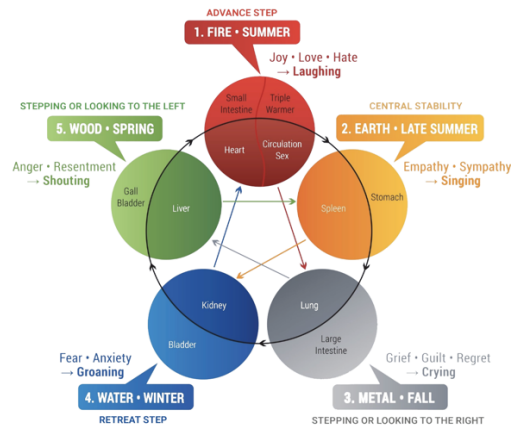 ADVANCE STEP
1. FIRE • SUMMER
Joy • Love • Hate
→ Laughing
Small
Intestine
Triple
Warmer
Heart
Circulation
Sex
CENTRAL STABILITY
2. EARTH • LATE SUMMER
Empathy • Sympathy
→ Singing
Spleen
Stomach
Lung
Large
Intestine
Grief • Guilt • Regret
→ Crying
3. METAL • FALL
STEPPING OR LOOKING TO THE RIGHT
Kidney
Bladder
Fear • Anxiety
→ Groaning
4. WATER • WINTER
RETREAT STEP
STEPPING OR LOOKING TO THE LEFT
5. WOOD • SPRING
Anger • Resentment
→ Shouting
Gall
Bladder
Liver